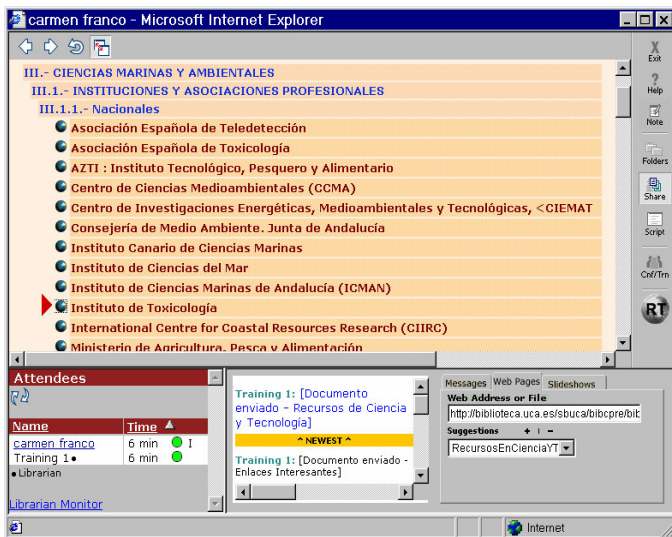 carmen franco - Microsoft Internet Explorer
III.- CIENCIAS MARINAS Y AMBIENTALES
III.1.- INSTITUCIONES Y ASOCIACIONES PROFESIONALES
III.1.1.- Nacionales
Asociación Española de Teledetección
Asociación Española de Toxicología
AZTI : Instituto Tecnológico, Pesquero y Alimentario
Centro de Ciencias Medioambientales (CCMA)
Centro de Investigaciones Energéticas, Medioambientales y Tecnológicas, <CIEMAT
Consejería de Medio Ambiente. Junta de Andalucía
Instituto Canario de Ciencias Marinas
Instituto de Ciencias del Mar
Instituto de Ciencias Marinas de Andalucía (ICMAN)
Instituto de Toxicología
International Centre for Coastal Resources Research (CIIRC)
Ministerio de Agricultura, Pesca y Alimentación
X
Exit
?
Help
Note
Folders
Share
Script
Cnf/Trn
RT
Attendees
Name Time
carmen franco 6 min I
Training 1• 6 min
• Librarian
Librarian Monitor
Training 1: [Documento
enviado - Recursos de Ciencia
y Tecnología]
^ NEWEST ^
Training 1: [Documento enviado -
Enlaces Interesantes]
Messages Web Pages Slideshows
Web Address or File
http://biblioteca.uca.es/sbuca/bibcpre/bib
Suggestions + | -
RecursosEnCienciaYT
Internet